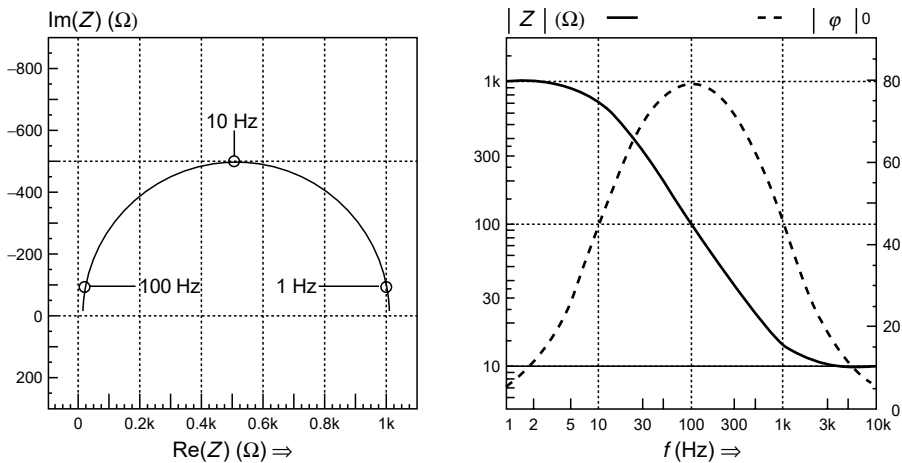 Im(Z) (Ω)
–800
–600
–400
–200
0
200
10 Hz
100 Hz
1 Hz
0 0.2k 0.4k 0.6k 0.8k 1k
Re(Z) (Ω) ⇒
| Z | (Ω)
| φ | 0
1k
300
100
30
10
80
60
40
20
0
1 2 5 10 30 100 300 1k 3k 10k
f (Hz) ⇒